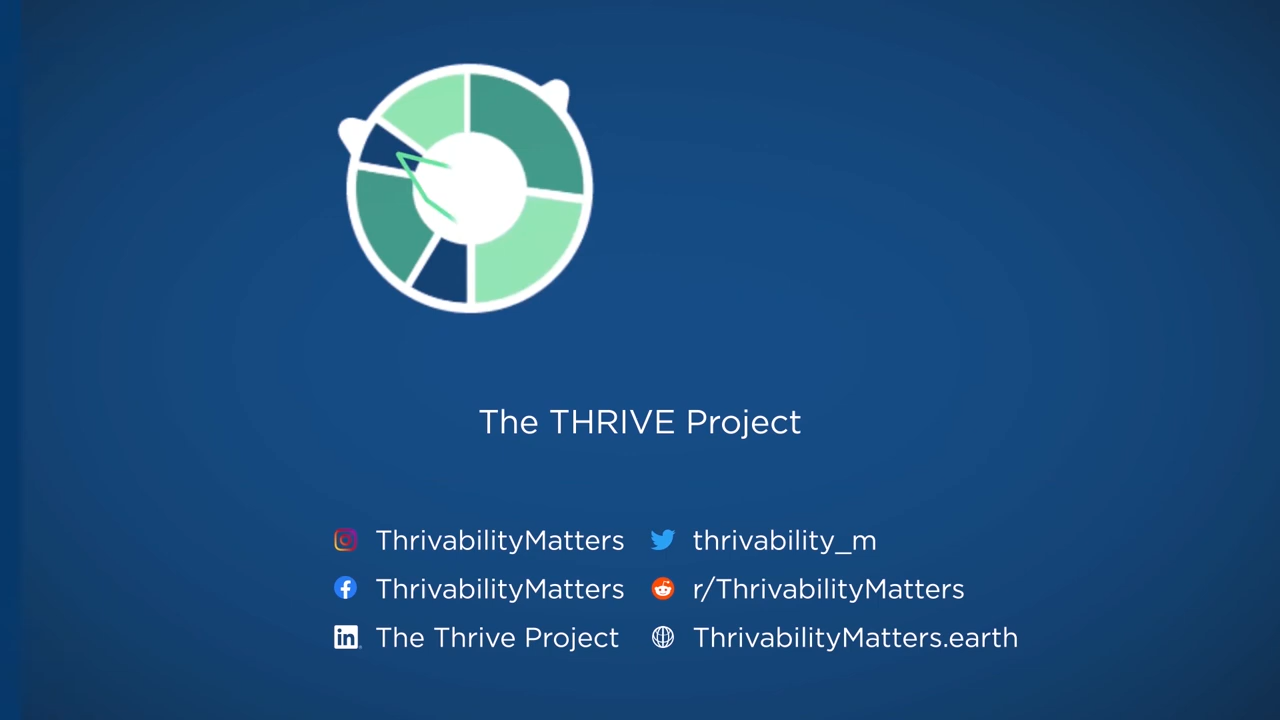 The THRIVE Project
ThrivabilityMatters
thrivability_m
ThrivabilityMatters
r/ThrivabilityMatters
The Thrive Project
ThrivabilityMatters.earth